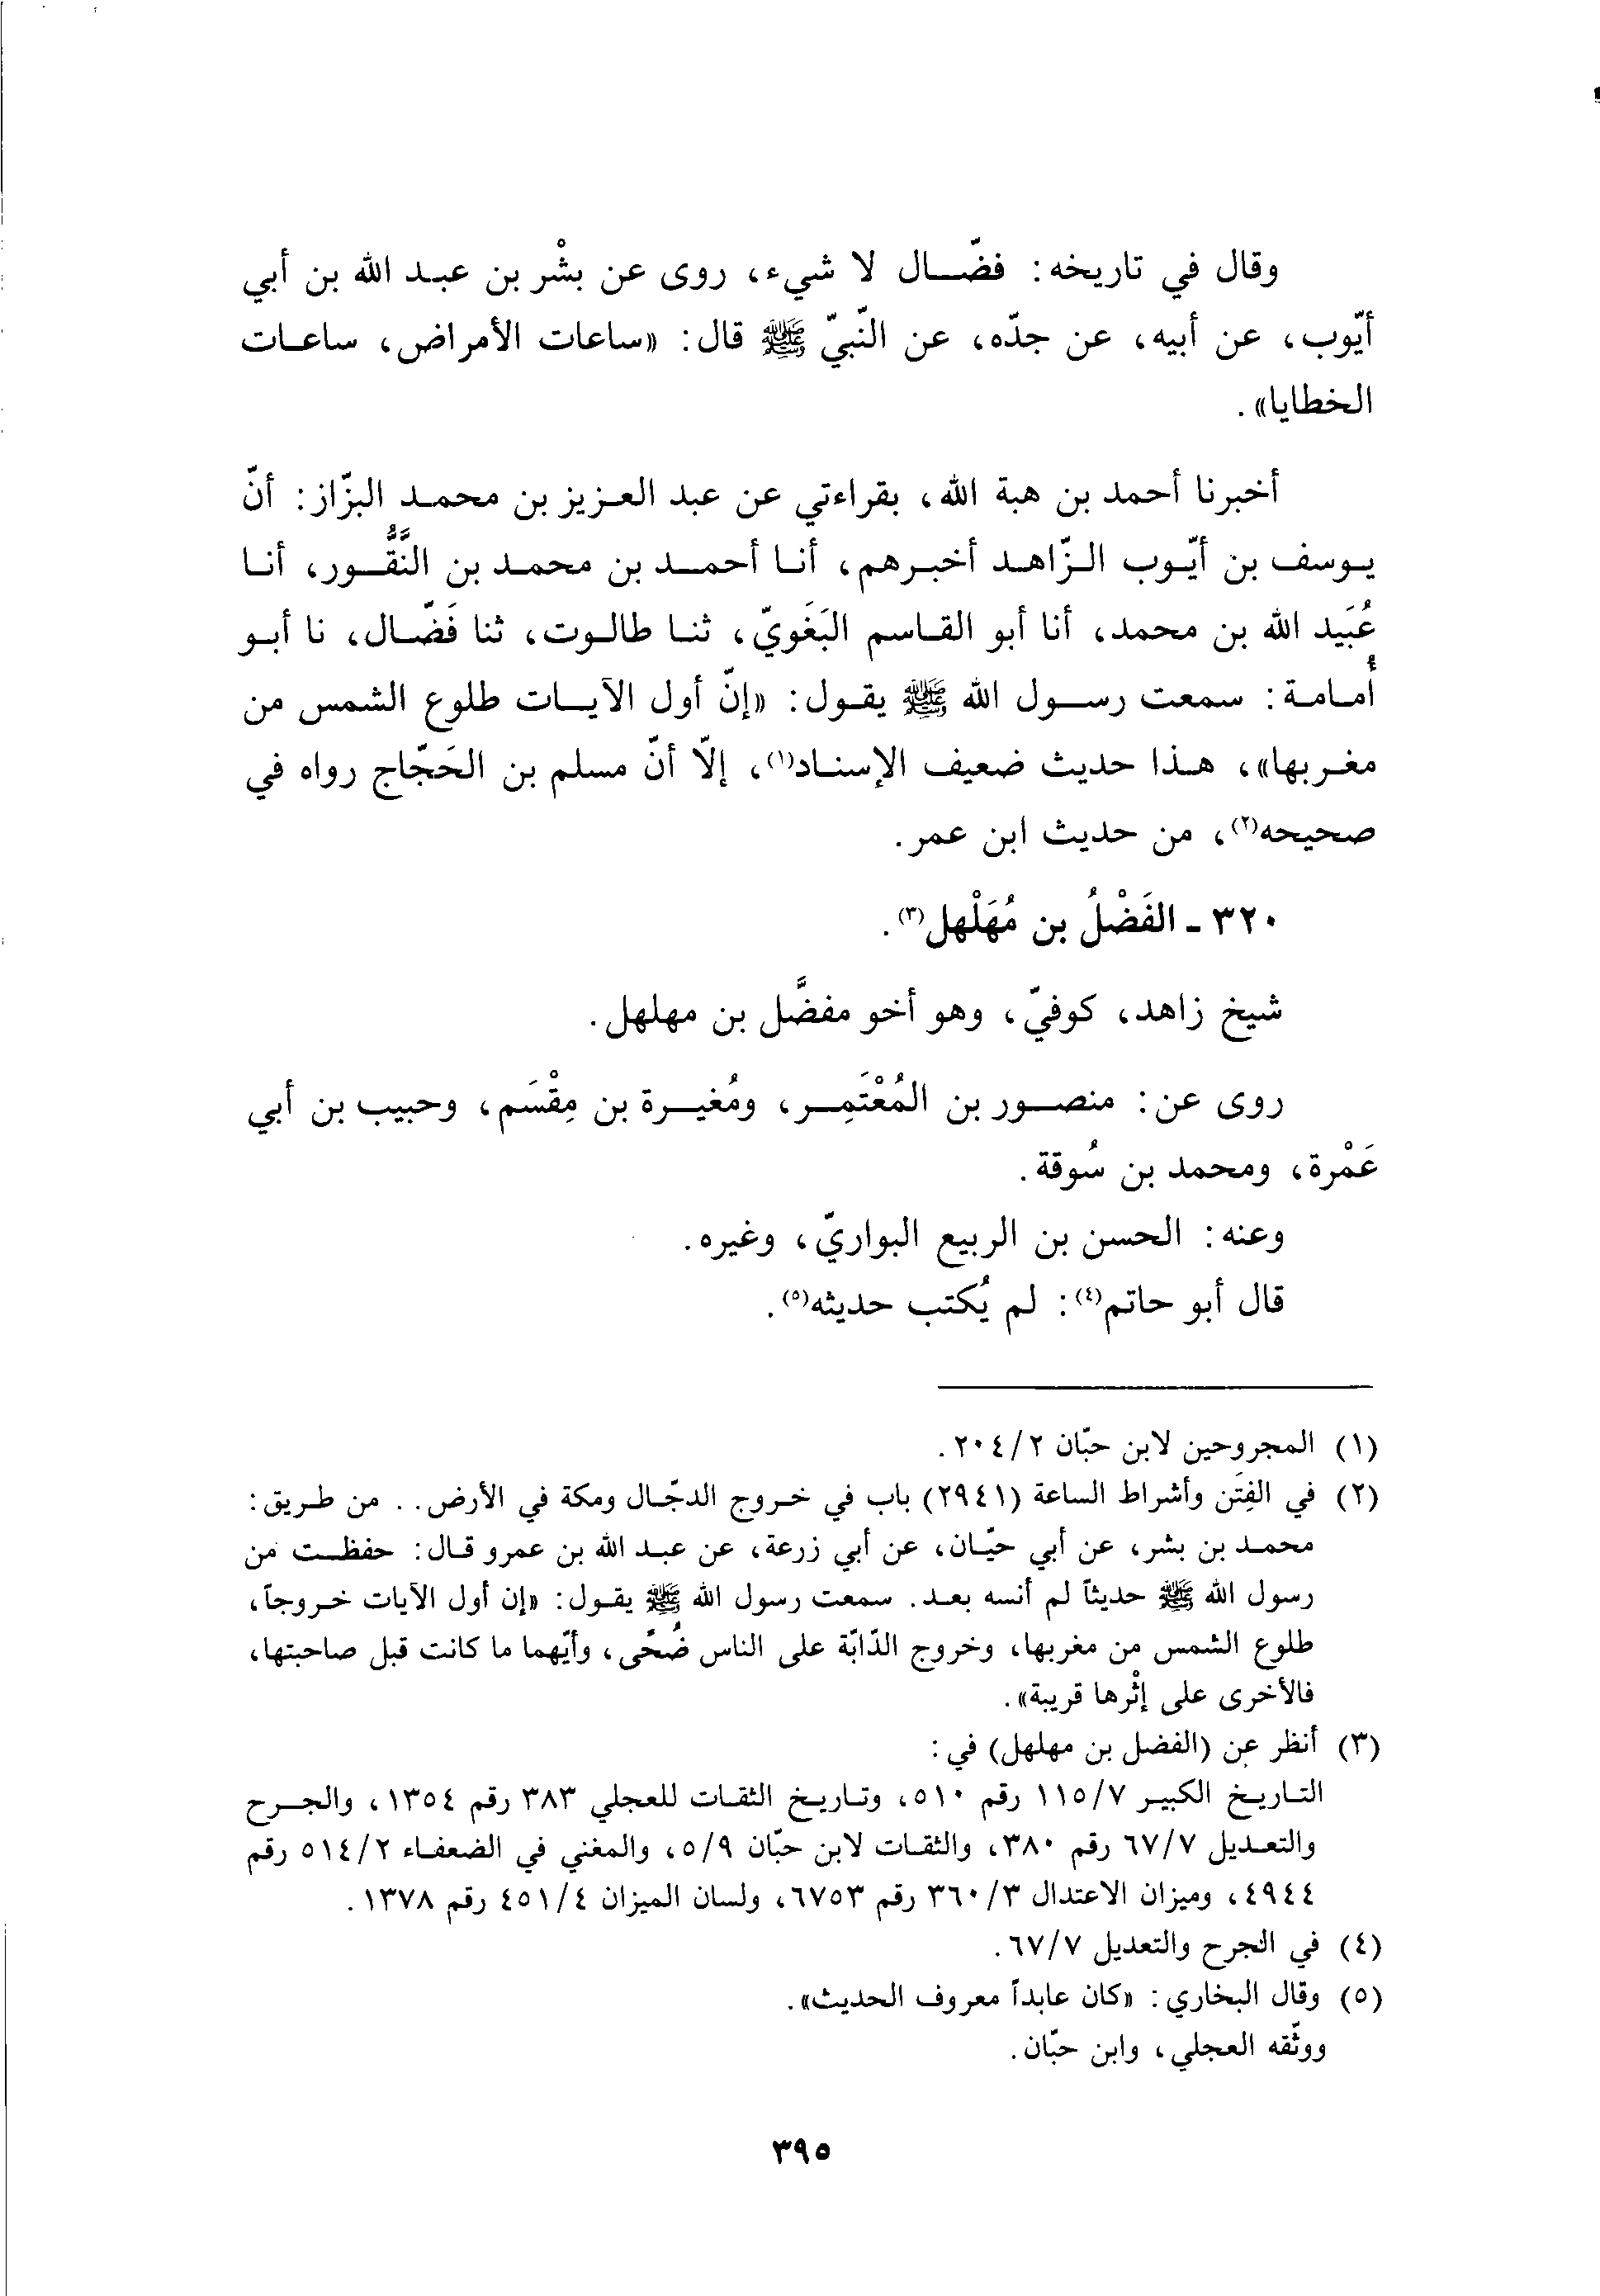 وقال في تاريخه: فضّال لا شيء، روى عن بشْر بن عبد الله بن أبي
أيّوب، عن أبيه، عن جدّه، عن النّبيّ ﷺ قال: «ساعات الأمراض، ساعات
الخطايا».
أخبرنا أحمد بن هبة الله، بقراءتي عن عبد العزيز بن محمد البزّاز: أنّ
يوسف بن أيّوب الزّاهد أخبرهم، أنا أحمد بن محمد بن النَّقُّور، أنا
عُبَيد الله بن محمد، أنا أبو القاسم البَغَويّ، ثنا طالوت، ثنا فَضّال، نا أبو
أُمامة: سمعت رسول الله ﷺ يقول: «إنّ أول الآيات طلوع الشمس من
مغربها»، هذا حديث ضعيف الإسناد(١)، إلّا أنّ مسلم بن الحَجّاج رواه في
صحيحه(٢)، من حديث ابن عمر.
٣٢٠ - الفَضْلُ بن مُهَلْهل(٣).
شيخ زاهد، كوفيّ، وهو أخو مفضَّل بن مهلهل.
روى عن: منصور بن المُعْتَمِر، ومُغيرة بن مِقْسَم، وحبيب بن أبي
عَمْرة، ومحمد بن سُوقة.
وعنه: الحسن بن الربيع البواريّ، وغيره.
قال أبو حاتم(٤): لم يُكتب حديثه(٥).
(١) المجروحين لابن حبّان ٢/ ٢٠٤.
(٢) في الفِتَن وأشراط الساعة (٢٩٤١) باب في خروج الدجّال ومكة في الأرض.. من طريق:
محمد بن بشر، عن أبي حيّان، عن أبي زرعة، عن عبد الله بن عمرو قال: حفظت من
رسول الله ﷺ حديثاً لم أنسه بعد. سمعت رسول الله ﷺ يقول: «إن أول الآيات خروجاً،
طلوع الشمس من مغربها، وخروج الدّابّة على الناس ضُحًى، وأيّهما ما كانت قبل صاحبتها،
فالأخرى على إثْرها قريبة».
(٣) أنظر عن (الفضل بن مهلهل) في:
التاريخ الكبير ٧/ ١١٥ رقم ٥١٠، وتاريخ الثقات للعجلي ٣٨٣ رقم ١٣٥٤، والجرح
والتعديل ٧/ ٦٧ رقم ٣٨٠، والثقات لابن حبّان ٩/ ٥، والمغني في الضعفاء ٢/ ٥١٤ رقم
٤٩٤٤، وميزان الاعتدال ٣/ ٣٦٠ رقم ٦٧٥٣، ولسان الميزان ٤/ ٤٥١ رقم ١٣٧٨.
(٤) في الجرح والتعديل ٧/ ٦٧.
(٥) وقال البخاري: «كان عابداً معروف الحديث».
ووثّقه العجلي، وابن حبّان.
٣٩٥